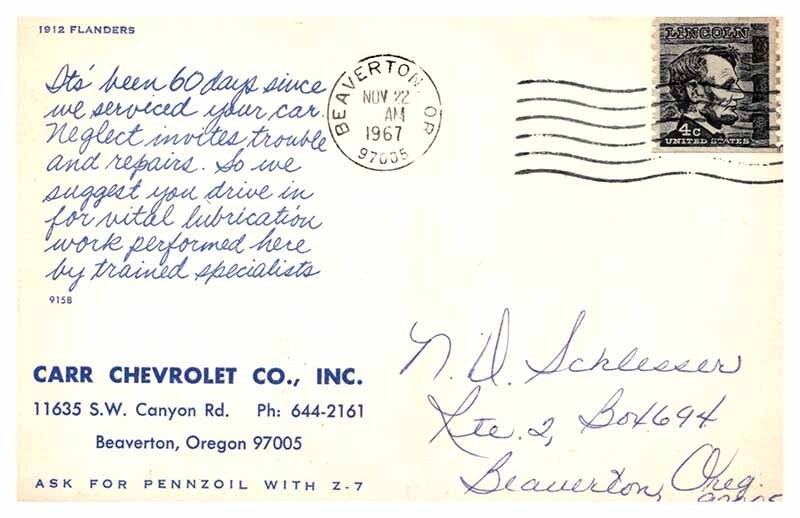 1912 FLANDERS
Its' been 60 days since
we serviced your car.
Neglect invites trouble
and repairs. So we
suggest you drive in
for vital lubrication
work performed here
by trained specialists
915B
BEAVERTON, OR
NOV 22
AM
1967
97005
LINCOLN
4c
UNITED STATES
CARR CHEVROLET CO., INC.
11635 S.W. Canyon Rd. Ph: 644-2161
Beaverton, Oregon 97005
ASK FOR PENNZOIL WITH Z-7
N. D. Schlesser
Rte. 2, Box 694
Beaverton, Oreg.